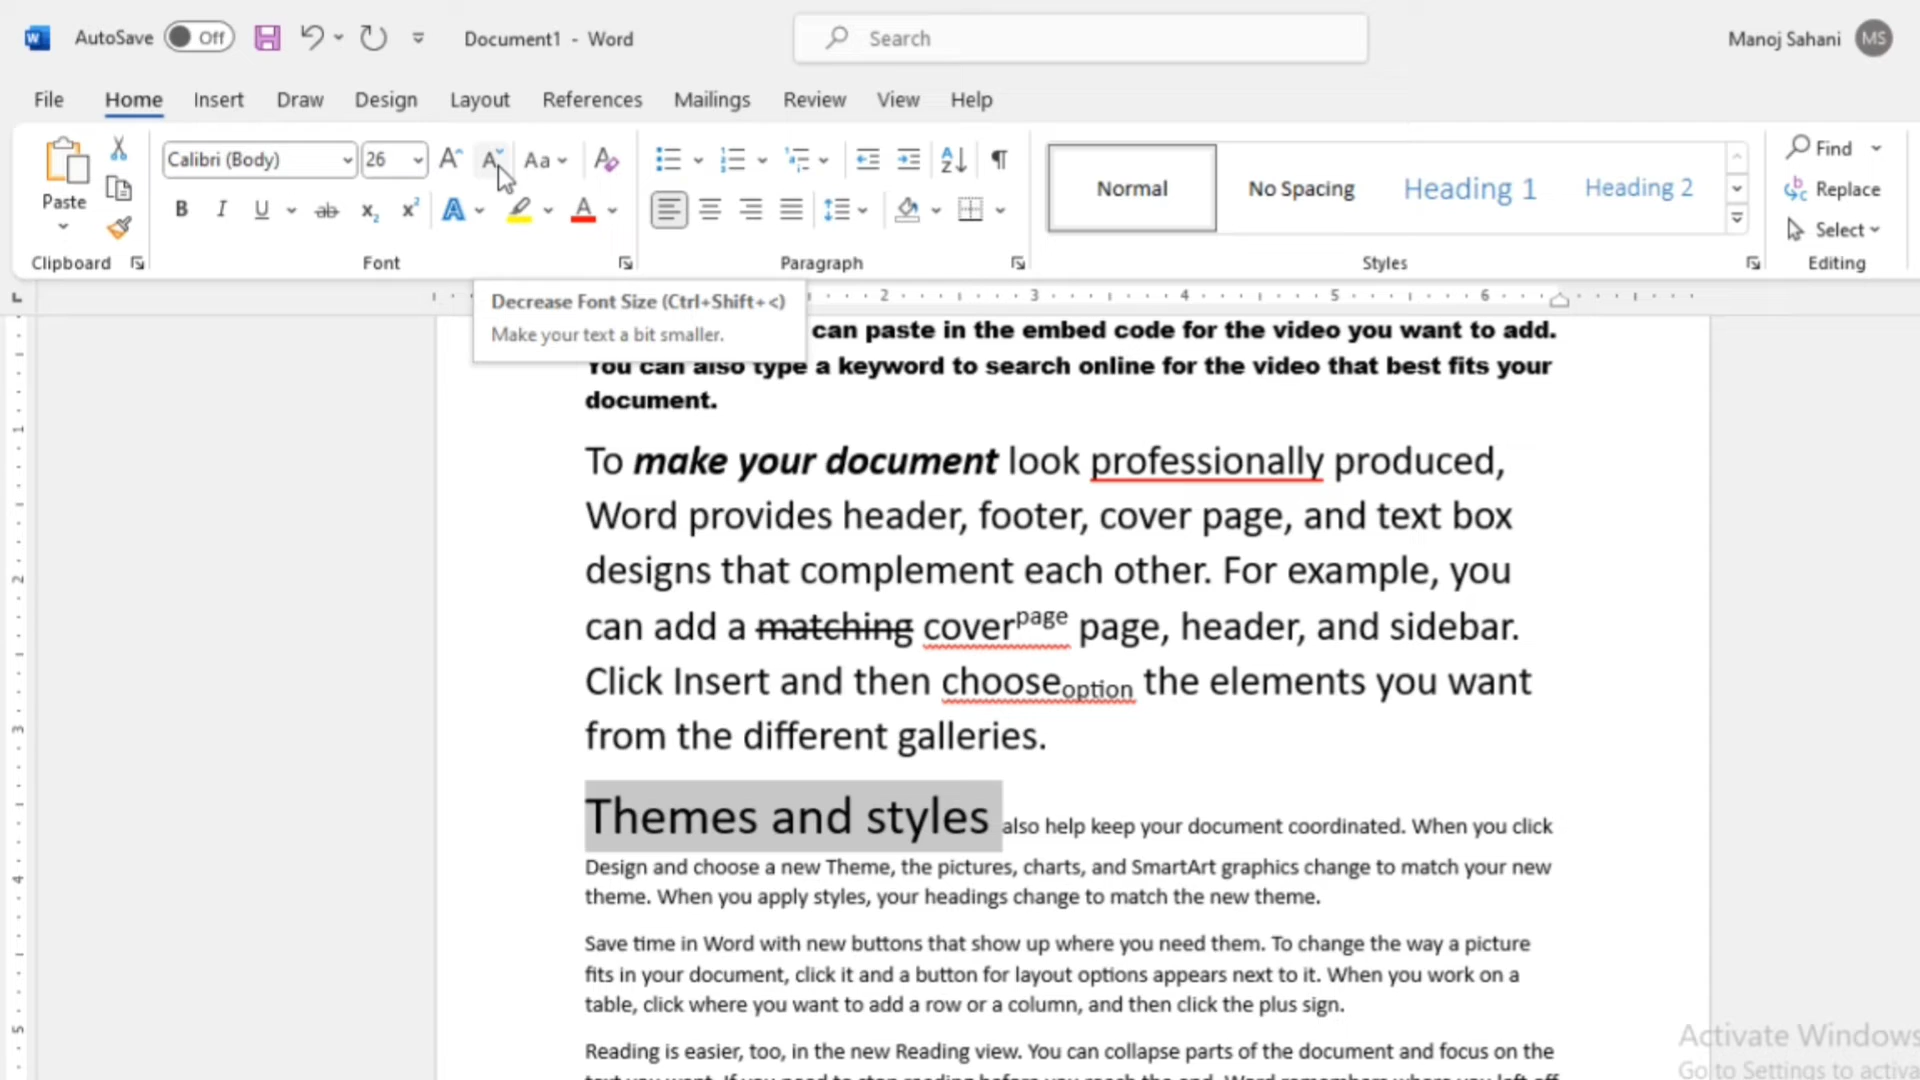 AutoSave Off Document1 - Word Search Manoj Sahani MS
File Home Insert Draw Design Layout References Mailings Review View Help
Paste
Calibri (Body) 26 Aa
B I U ab x2 x2 A A
Normal No Spacing Heading 1 Heading 2
Find
Replace
Select
Clipboard Font Paragraph Styles Editing
Decrease Font Size (Ctrl+Shift+<)
Make your text a bit smaller.
2 3 4 5 6
can paste in the embed code for the video you want to add.
You can also type a keyword to search online for the video that best fits your
document.
To make your document look professionally produced,
Word provides header, footer, cover page, and text box
designs that complement each other. For example, you
can add a matching coverpage page, header, and sidebar.
Click Insert and then chooseoption the elements you want
from the different galleries.
Themes and styles also help keep your document coordinated. When you click
Design and choose a new Theme, the pictures, charts, and SmartArt graphics change to match your new
theme. When you apply styles, your headings change to match the new theme.
Save time in Word with new buttons that show up where you need them. To change the way a picture
fits in your document, click it and a button for layout options appears next to it. When you work on a
table, click where you want to add a row or a column, and then click the plus sign.
Reading is easier, too, in the new Reading view. You can collapse parts of the document and focus on the
Activate Windows
Go to Settings to activa